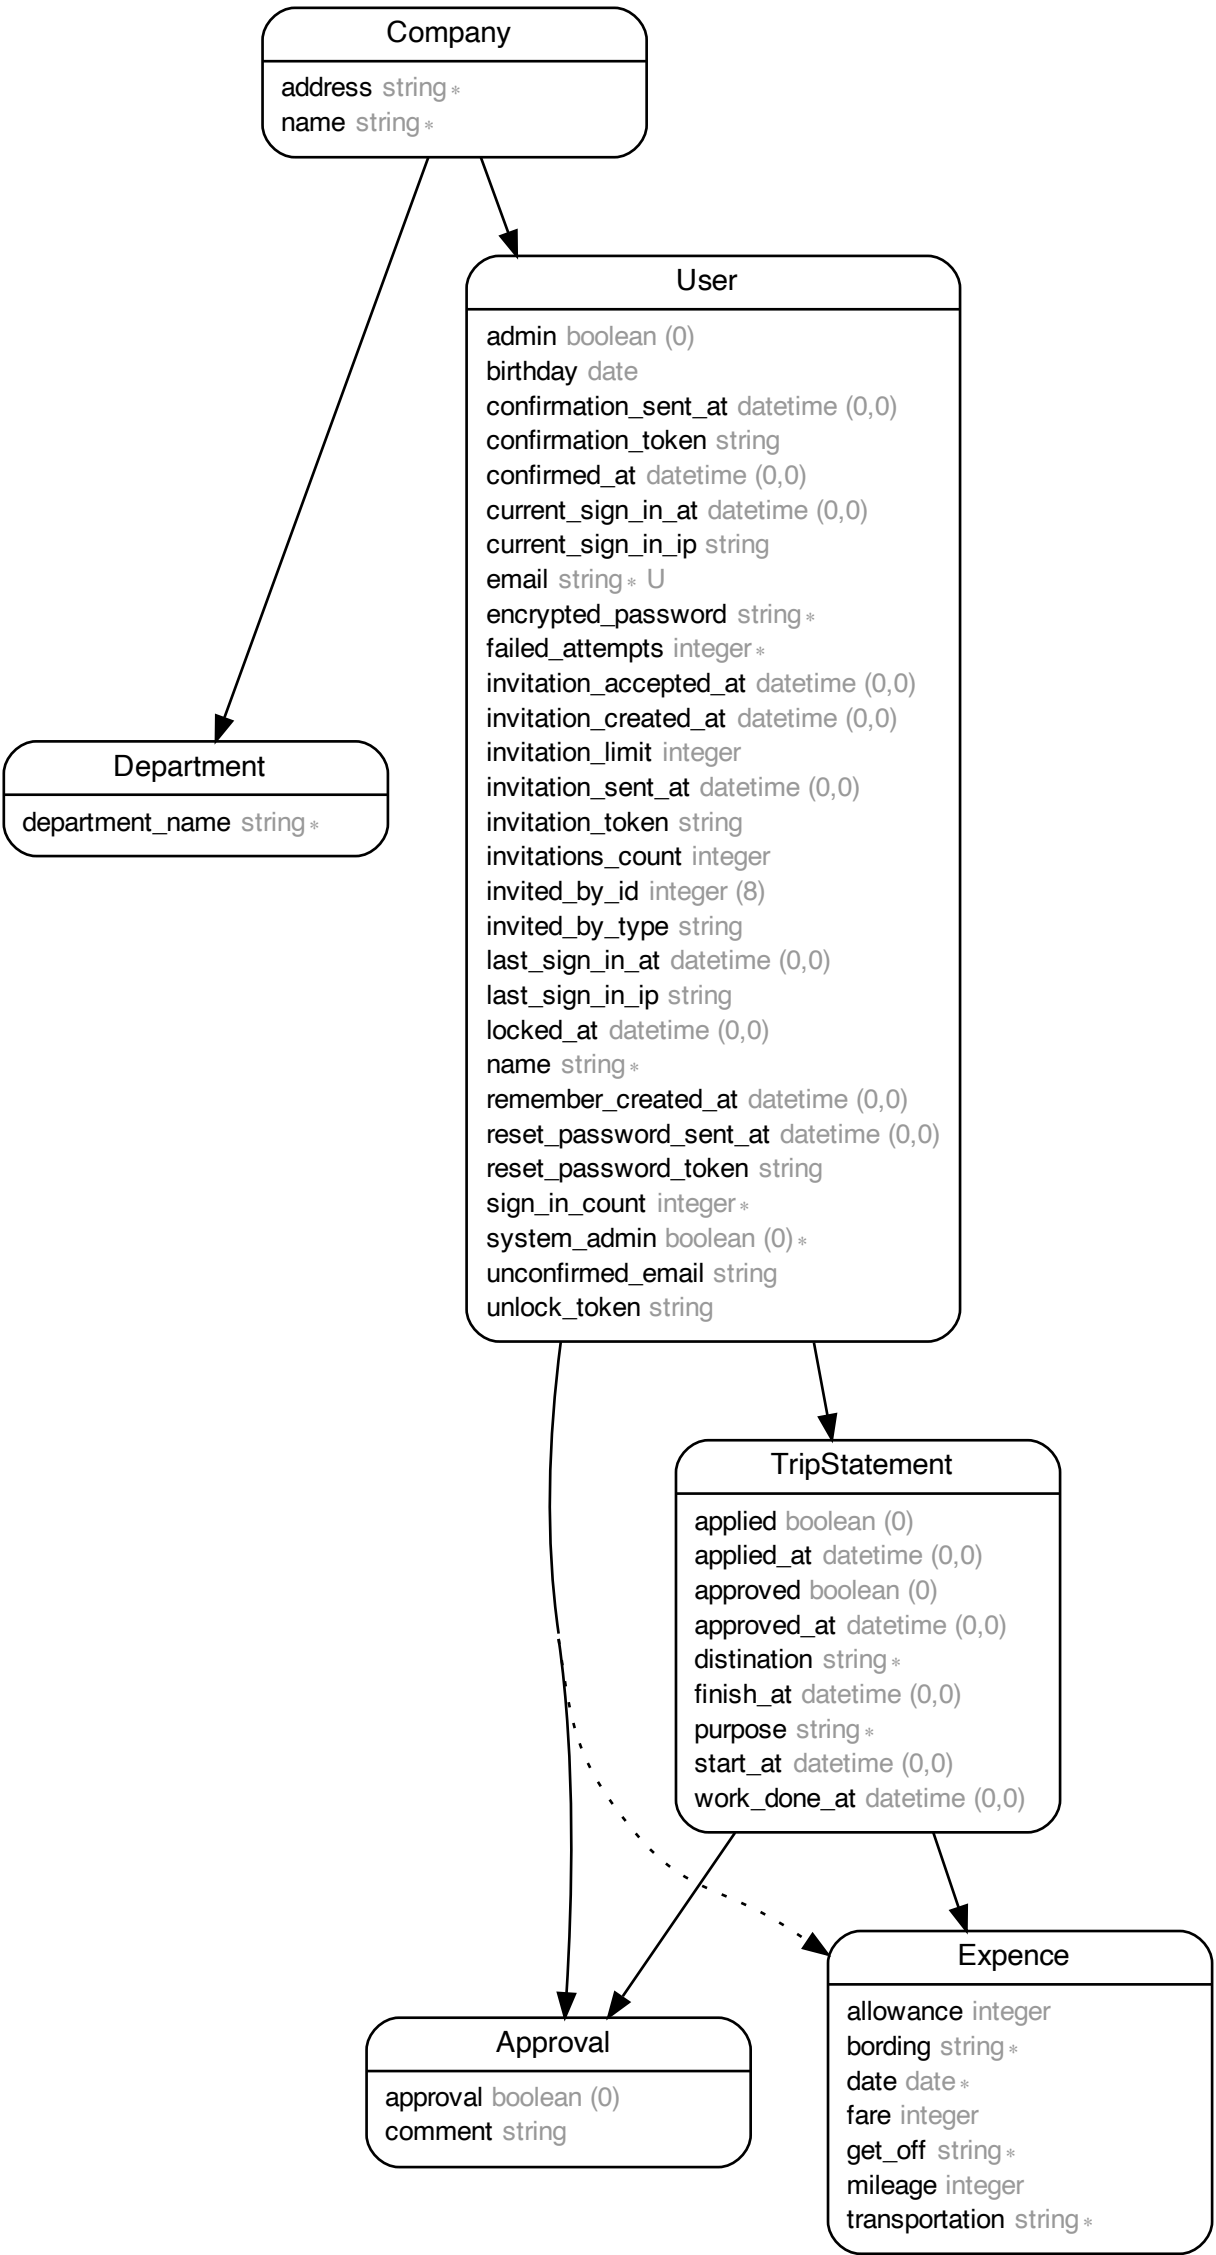 Company
address string *
name string *
User
admin boolean (0)
birthday date
confirmation_sent_at datetime (0,0)
confirmation_token string
confirmed_at datetime (0,0)
current_sign_in_at datetime (0,0)
current_sign_in_ip string
email string * U
encrypted_password string *
failed_attempts integer *
invitation_accepted_at datetime (0,0)
invitation_created_at datetime (0,0)
invitation_limit integer
invitation_sent_at datetime (0,0)
invitation_token string
invitations_count integer
invited_by_id integer (8)
invited_by_type string
last_sign_in_at datetime (0,0)
last_sign_in_ip string
locked_at datetime (0,0)
name string *
remember_created_at datetime (0,0)
reset_password_sent_at datetime (0,0)
reset_password_token string
sign_in_count integer *
system_admin boolean (0) *
unconfirmed_email string
unlock_token string
Department
department_name string *
TripStatement
applied boolean (0)
applied_at datetime (0,0)
approved boolean (0)
approved_at datetime (0,0)
distination string *
finish_at datetime (0,0)
purpose string *
start_at datetime (0,0)
work_done_at datetime (0,0)
Approval
approval boolean (0)
comment string
Expence
allowance integer
bording string *
date date *
fare integer
get_off string *
mileage integer
transportation string *